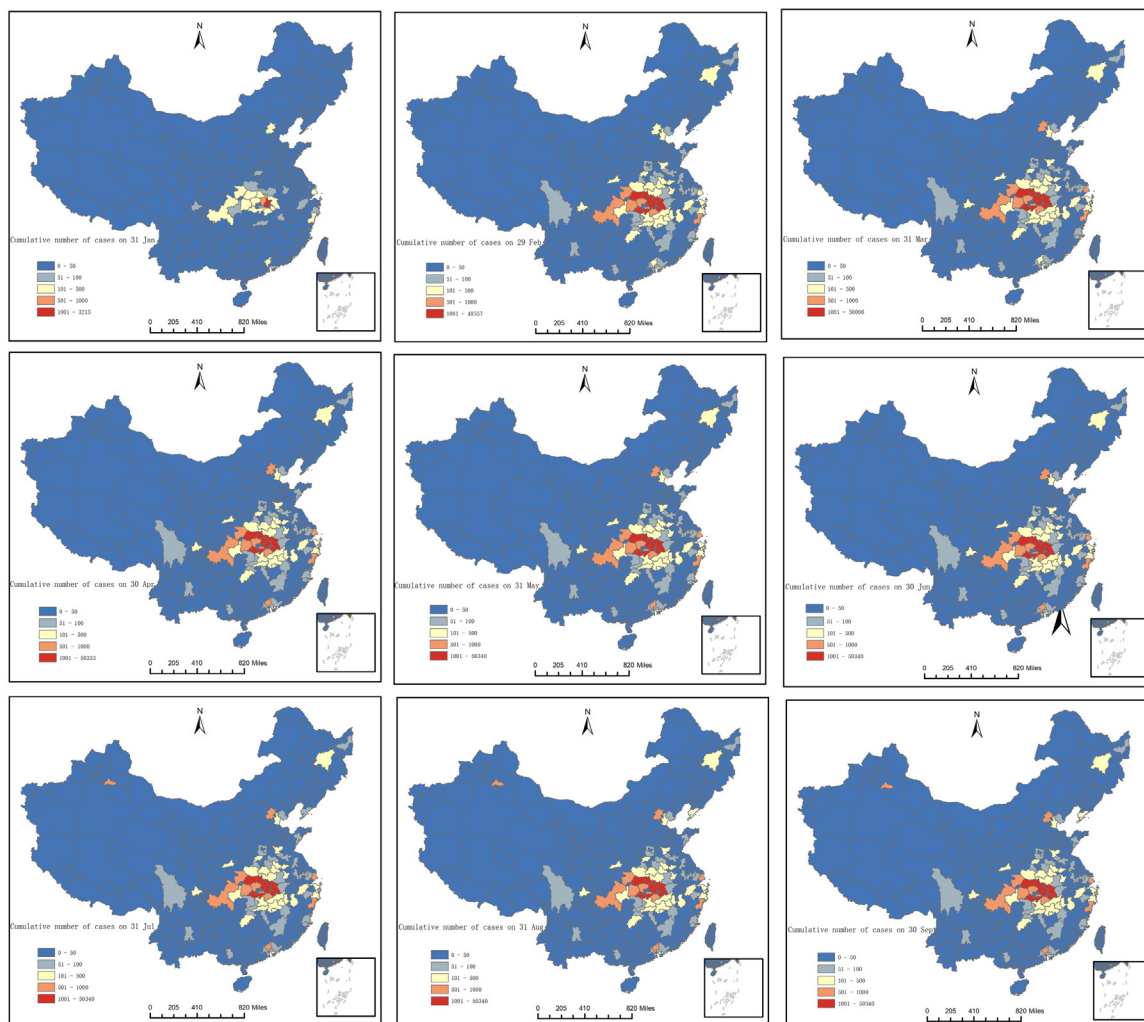 N
Cumulative number of cases on 31 Jan
0 - 50
51 - 100
101 - 500
501 - 1000
1001 - 3215
0 205 410 820 Miles
N
Cumulative number of cases on 29 Feb
0 - 50
51 - 100
101 - 500
501 - 1000
1001 - 48557
0 205 410 820 Miles
N
Cumulative number of cases on 31 Mar
0 - 50
51 - 100
101 - 500
501 - 1000
1001 - 50006
0 205 410 820 Miles
N
Cumulative number of cases on 30 Apr
0 - 50
51 - 100
101 - 500
501 - 1000
1001 - 50333
0 205 410 820 Miles
N
Cumulative number of cases on 31 May
0 - 50
51 - 100
101 - 500
501 - 1000
1001 - 50340
0 205 410 820 Miles
N
Cumulative number of cases on 30 Jun
0 - 50
51 - 100
101 - 500
501 - 1000
1001 - 50340
0 205 410 820 Miles
N
Cumulative number of cases on 31 Jul
0 - 50
51 - 100
101 - 500
501 - 1000
1001 - 50340
0 205 410 820 Miles
N
Cumulative number of cases on 31 Aug
0 - 50
51 - 100
101 - 500
501 - 1000
1001 - 50340
0 205 410 820 Miles
N
Cumulative number of cases on 30 Sept
0 - 50
51 - 100
101 - 500
501 - 1000
1001 - 50340
0 205 410 820 Miles